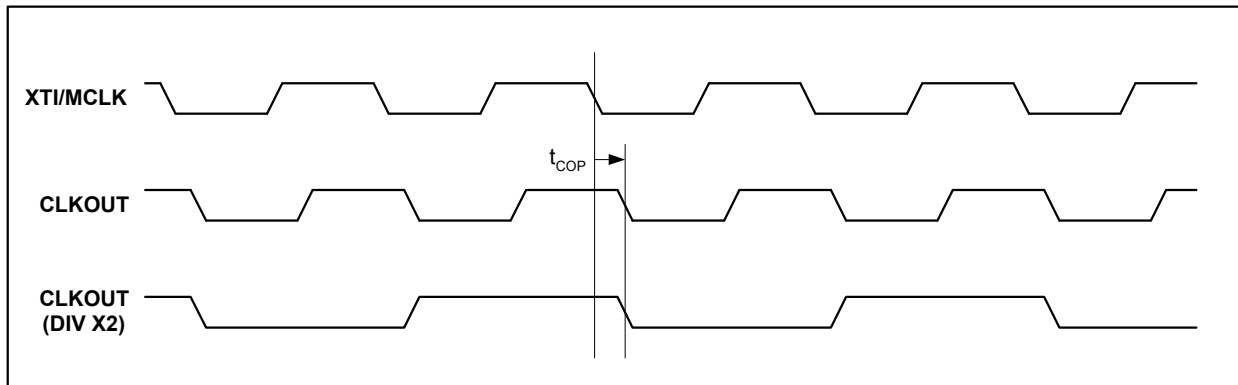 XTI/MCLK
tCOP
CLKOUT
CLKOUT
(DIV X2)